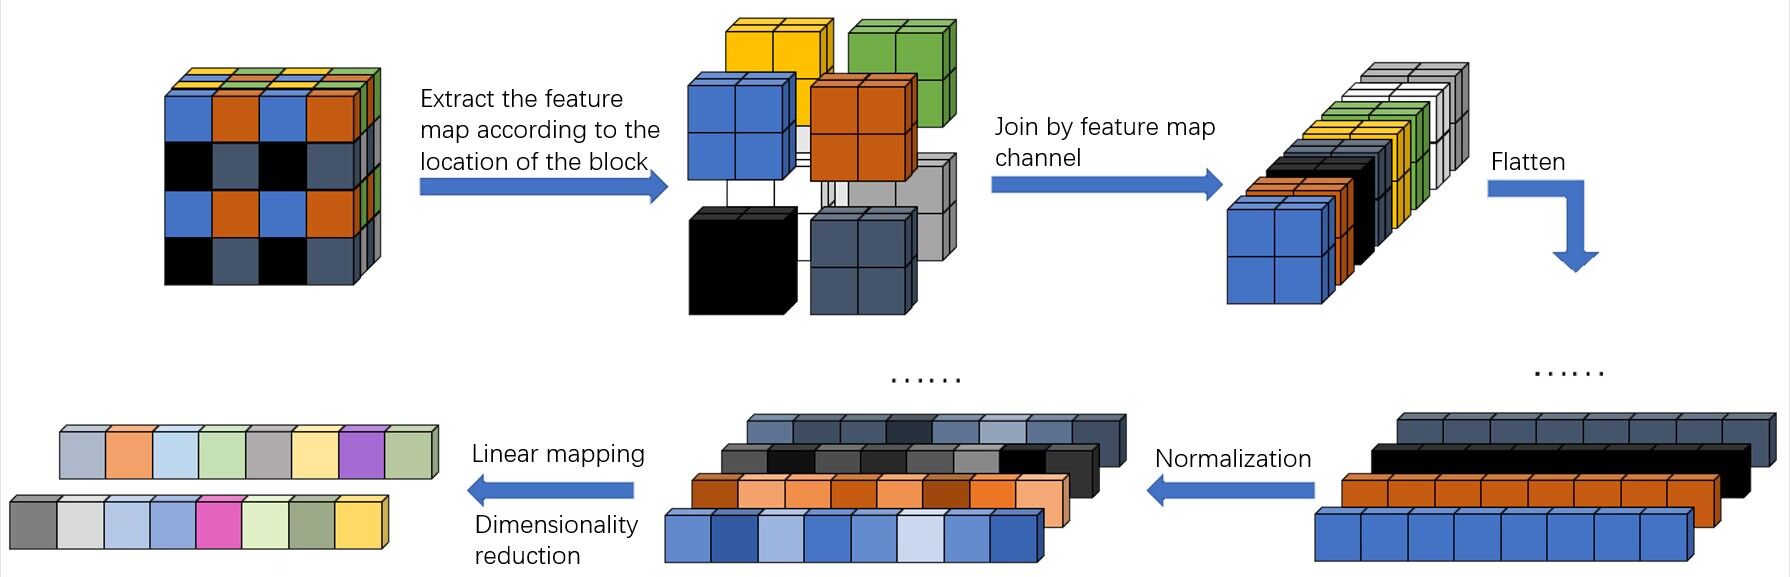 Extract the feature
map according to the
location of the block
Join by feature map
channel
Flatten
......
......
Linear mapping
Dimensionality
reduction
Normalization